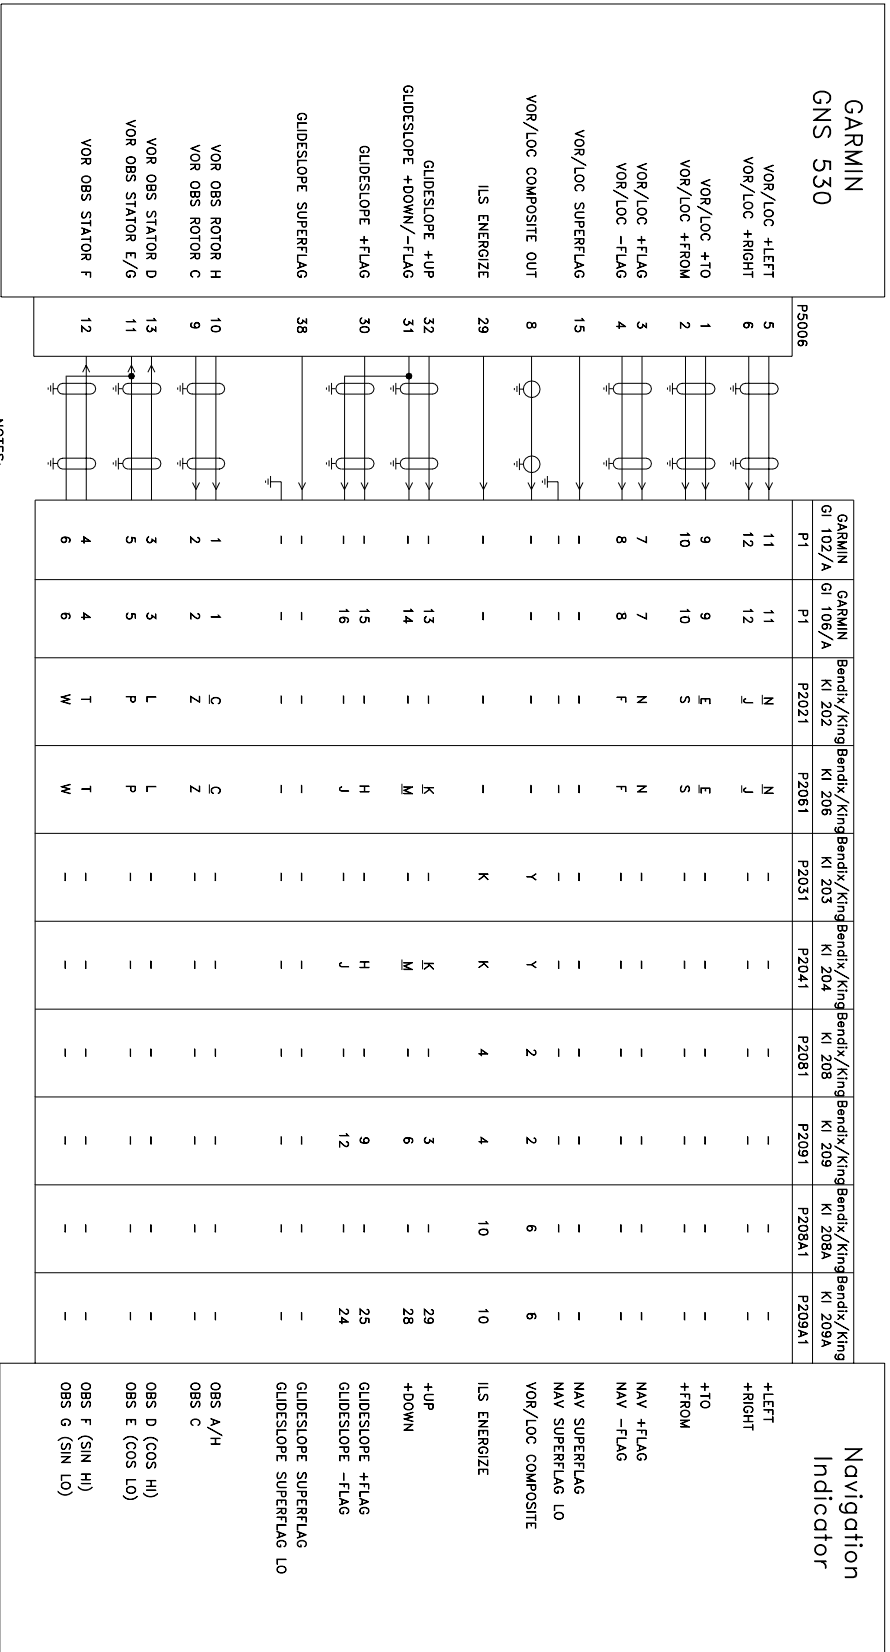 GARMIN
GNS 530
Navigation
Indicator
GARMIN GI 102/A
GARMIN GI 106/A
Bendix/King KI 202
Bendix/King KI 206
Bendix/King KI 203
Bendix/King KI 204
Bendix/King KI 208
Bendix/King KI 209
Bendix/King KI 208A
Bendix/King KI 209A
P5006 P1 P1 P2021 P2061 P2031 P2041 P2081 P2091 P208A1 P209A1
VOR/LOC +LEFT 5 11 11 N N - - - - - - +LEFT
VOR/LOC +RIGHT 6 12 12 J J - - - - - - +RIGHT
VOR/LOC +TO 1 9 9 E E - - - - - - +TO
VOR/LOC +FROM 2 10 10 S S - - - - - - +FROM
VOR/LOC +FLAG 3 7 7 N N - - - - - - NAV +FLAG
VOR/LOC -FLAG 4 8 8 F F - - - - - - NAV -FLAG
VOR/LOC SUPERFLAG 15 - - - - - - - - - - NAV SUPERFLAG
- - - - - - - - - - NAV SUPERFLAG LO
VOR/LOC COMPOSITE OUT 8 - - - - Y Y 2 2 6 6 VOR/LOC COMPOSITE
ILS ENERGIZE 29 - - - - K K 4 4 10 10 ILS ENERGIZE
GLIDESLOPE +UP 32 - 13 - K - K - 3 - 29 +UP
GLIDESLOPE +DOWN/-FLAG 31 - 14 - M - M - 6 - 28 +DOWN
GLIDESLOPE +FLAG 30 - 15 - H - H - 9 - 25 GLIDESLOPE +FLAG
- 16 - J - J - 12 - 24 GLIDESLOPE -FLAG
GLIDESLOPE SUPERFLAG 38 - - - - - - - - - - GLIDESLOPE SUPERFLAG
- - - - - - - - - - GLIDESLOPE SUPERFLAG LO
VOR OBS ROTOR H 10 1 1 C C - - - - - - OBS A/H
VOR OBS ROTOR C 9 2 2 Z Z - - - - - - OBS C
VOR OBS STATOR D 13 3 3 L L - - - - - - OBS D (COS HI)
VOR OBS STATOR E/G 11 5 5 P P - - - - - - OBS E (COS LO)
VOR OBS STATOR F 12 4 4 T T - - - - - - OBS F (SIN HI)
6 6 W W - - - - - - OBS G (SIN LO)
NOTES: